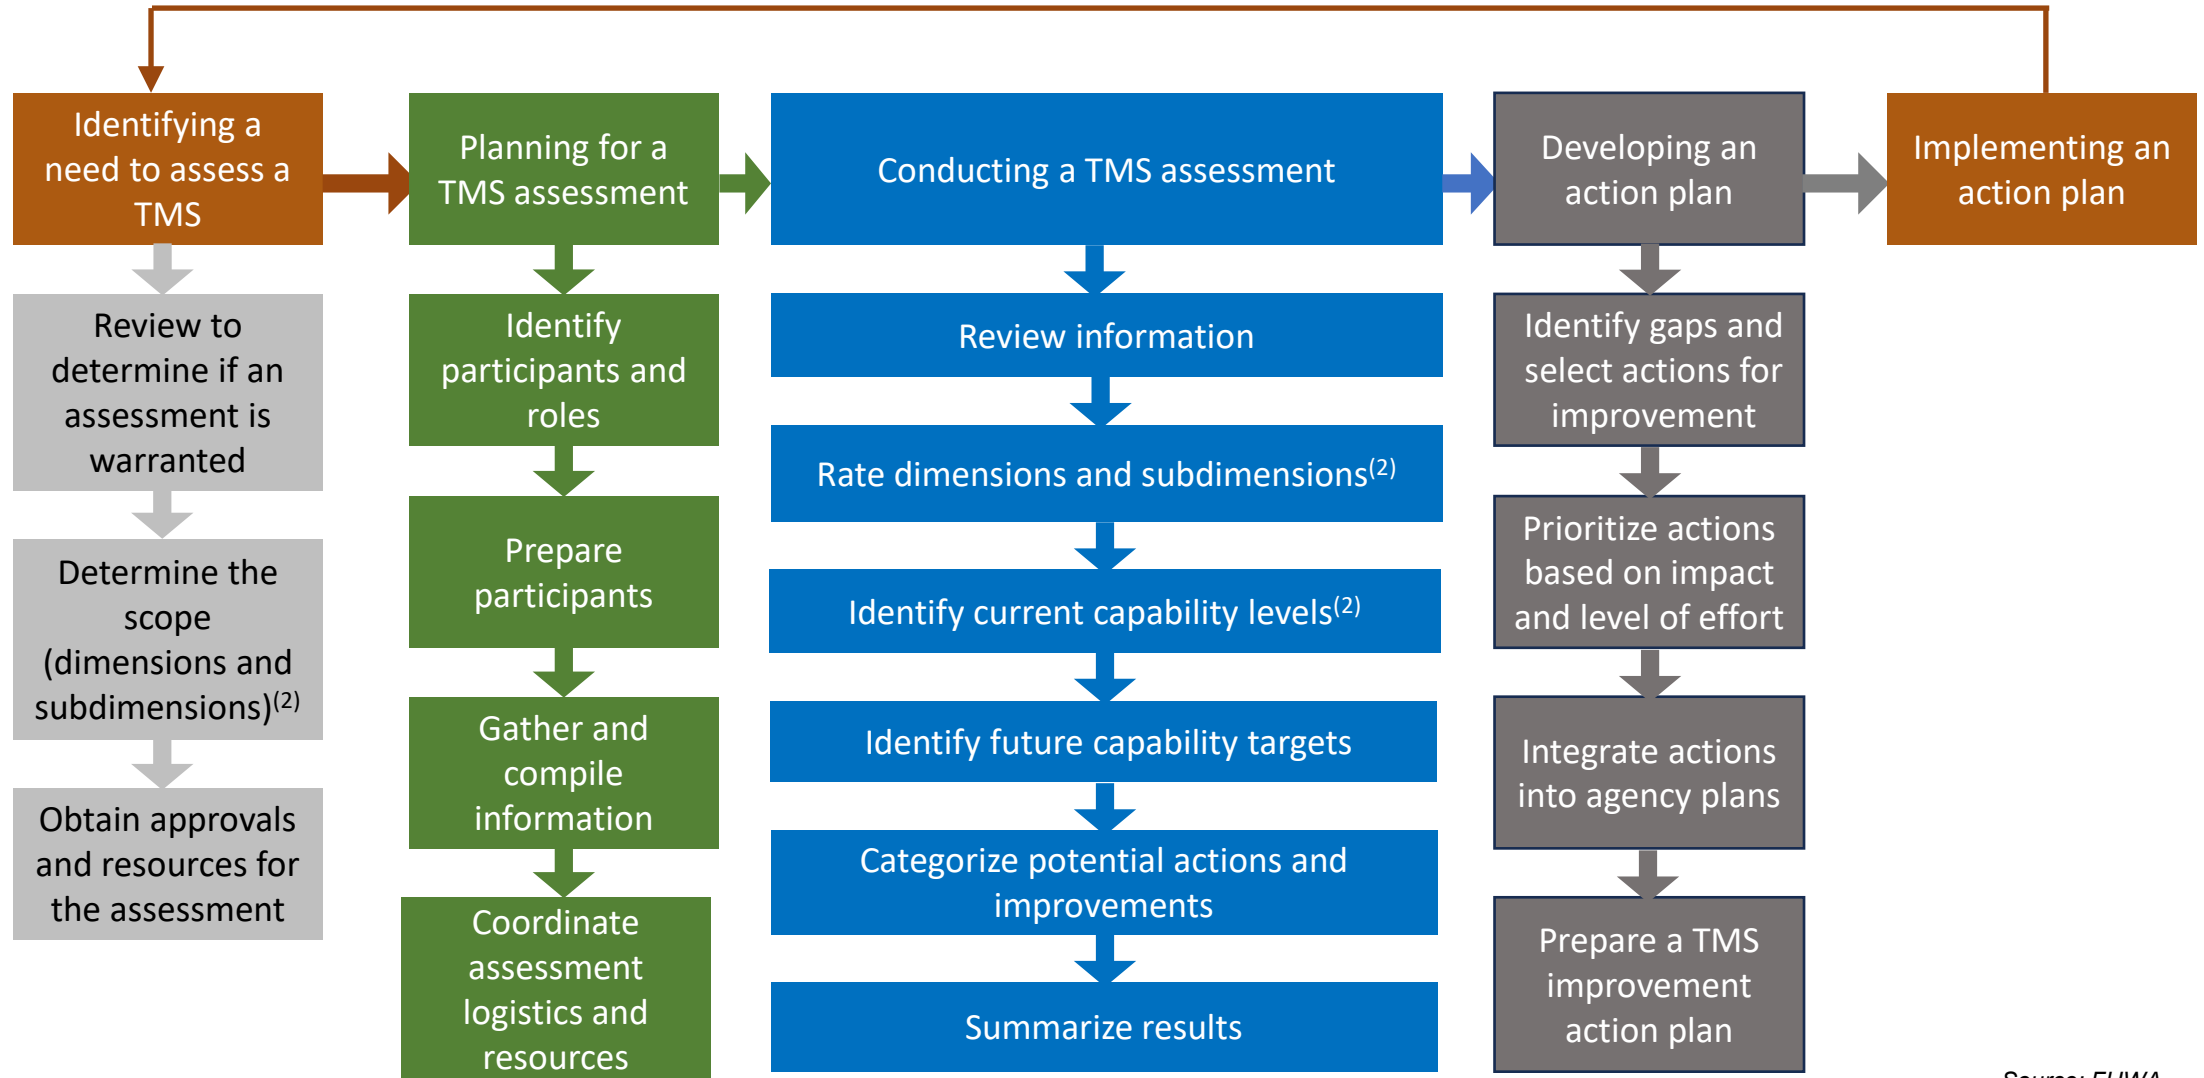 Identifying a
need to assess a
TMS
Planning for a
TMS assessment
Conducting a TMS assessment
Developing an
action plan
Implementing an
action plan
Review to
determine if an
assessment is
warranted
Determine the
scope
(dimensions and
subdimensions)(2)
Obtain approvals
and resources for
the assessment
Identify
participants and
roles
Prepare
participants
Gather and
compile
information
Coordinate
assessment
logistics and
resources
Review information
Rate dimensions and subdimensions(2)
Identify current capability levels(2)
Identify future capability targets
Categorize potential actions and
improvements
Summarize results
Identify gaps and
select actions for
improvement
Prioritize actions
based on impact
and level of effort
Integrate actions
into agency plans
Prepare a TMS
improvement
action plan
Source: FHWA